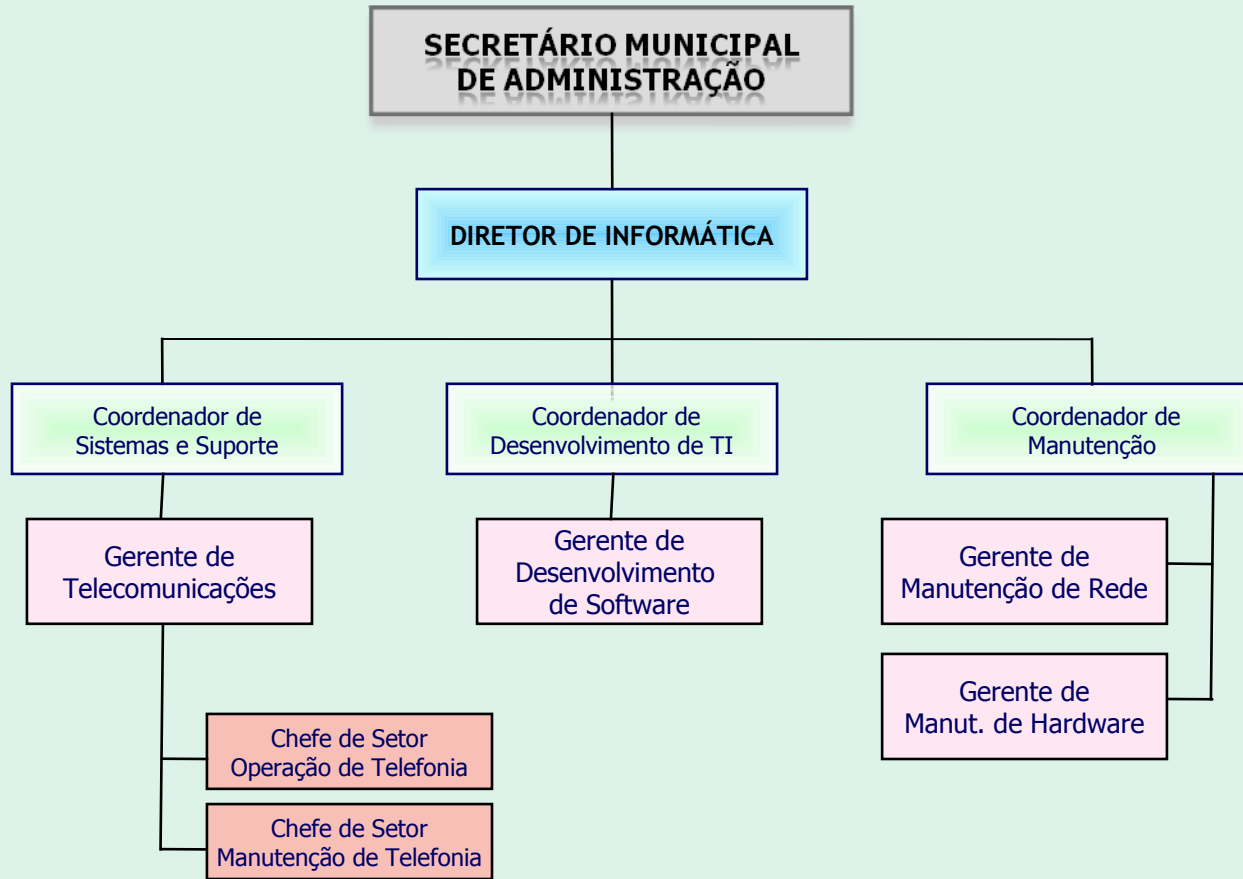 SECRETÁRIO MUNICIPAL
DE ADMINISTRAÇÃO
DIRETOR DE INFORMÁTICA
Coordenador de
Sistemas e Suporte
Coordenador de
Desenvolvimento de TI
Coordenador de
Manutenção
Gerente de
Telecomunicações
Gerente de
Desenvolvimento
de Software
Gerente de
Manutenção de Rede
Gerente de
Manut. de Hardware
Chefe de Setor
Operação de Telefonia
Chefe de Setor
Manutenção de Telefonia